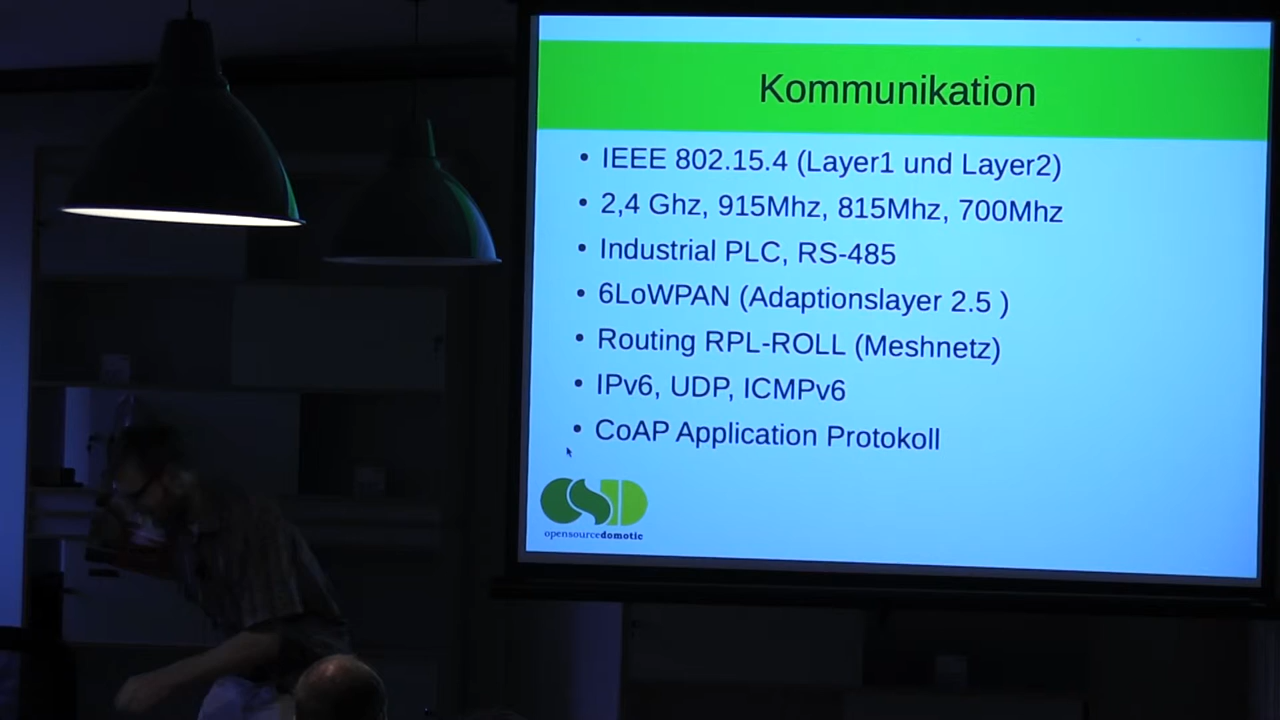 Kommunikation
• IEEE 802.15.4 (Layer1 und Layer2)
• 2,4 Ghz, 915Mhz, 815Mhz, 700Mhz
• Industrial PLC, RS-485
• 6LoWPAN (Adaptionslayer 2.5 )
• Routing RPL-ROLL (Meshnetz)
• IPv6, UDP, ICMPv6
• CoAP Application Protokoll
OSD
opensourcedomotic